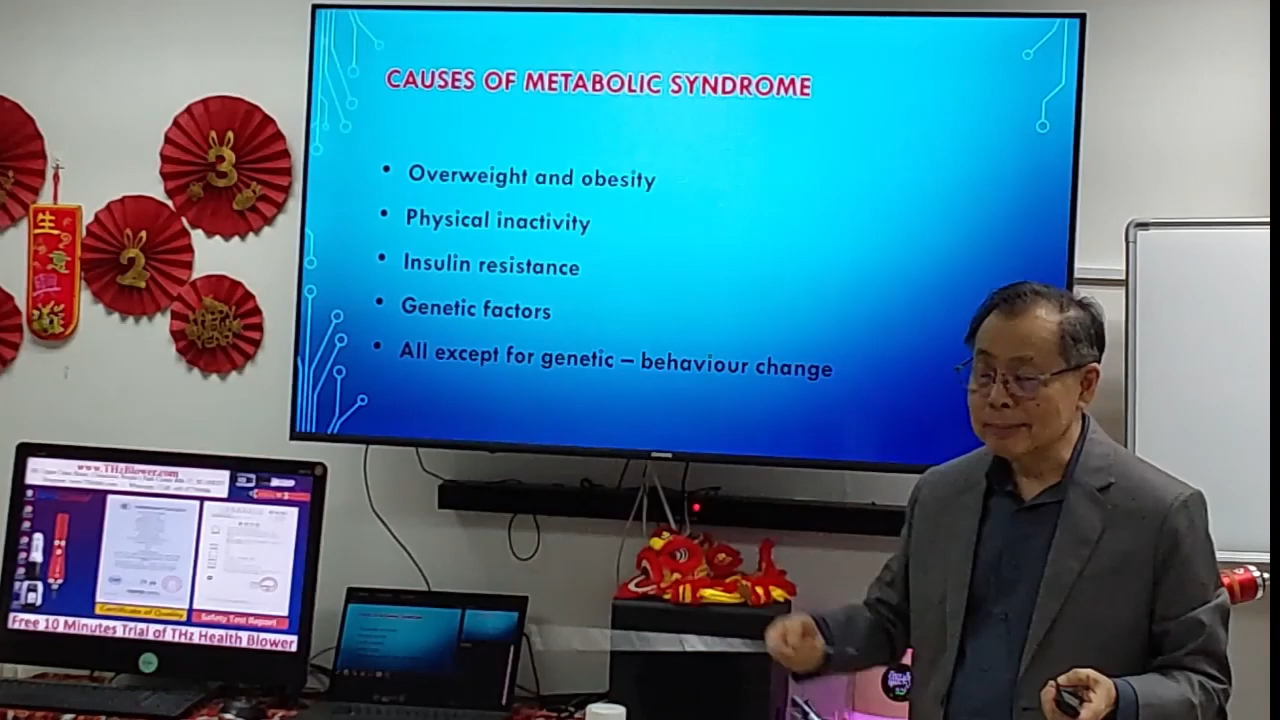 CAUSES OF METABOLIC SYNDROME
• Overweight and obesity
• Physical inactivity
• Insulin resistance
• Genetic factors
• All except for genetic – behaviour change
3
2
生
www.THzBlower.com
Certificate of Quality
Safety Test Report
Free 10 Minutes Trial of THz Health Blower